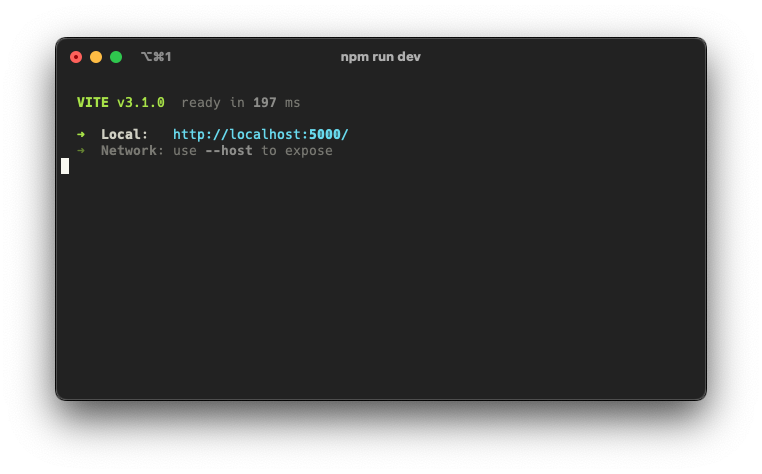 ⌥⌘1 npm run dev
VITE v3.1.0 ready in 197 ms
➜ Local: http://localhost:5000/
➜ Network: use --host to expose